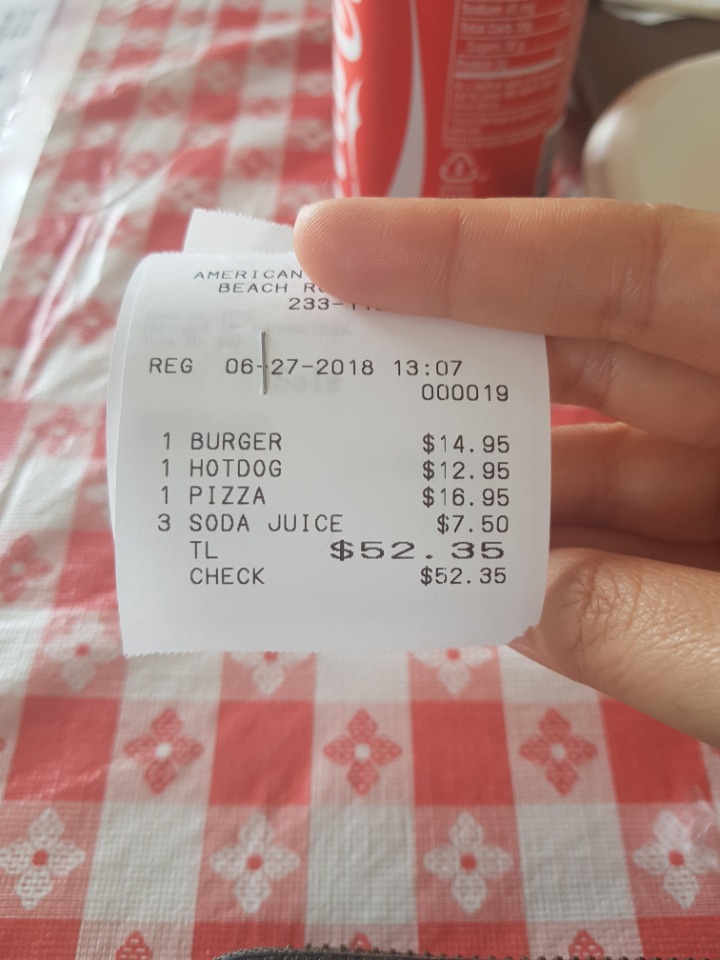 AMERICAN
BEACH
233-
REG 06-27-2018 13:07
000019
1 BURGER $14.95
1 HOTDOG $12.95
1 PIZZA $16.95
3 SODA JUICE $7.50
TL $52.35
CHECK $52.35